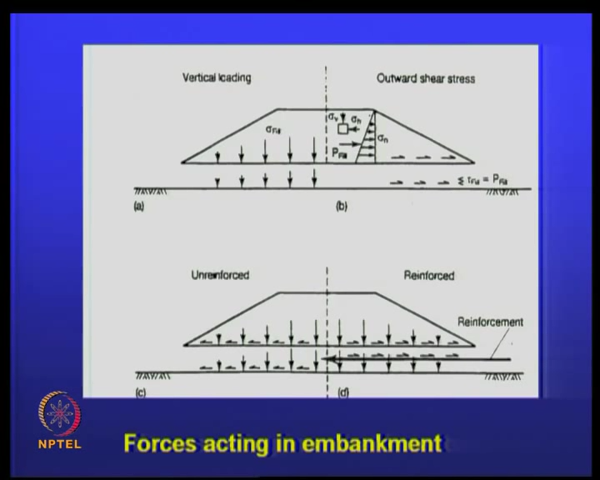 Vertical loading
Outward shear stress
σv
σh
σFill
σh
PFill
≤ τFill = PFill
(a)
(b)
Unreinforced
Reinforced
Reinforcement
(c)
(d)
NPTEL
Forces acting in embankment